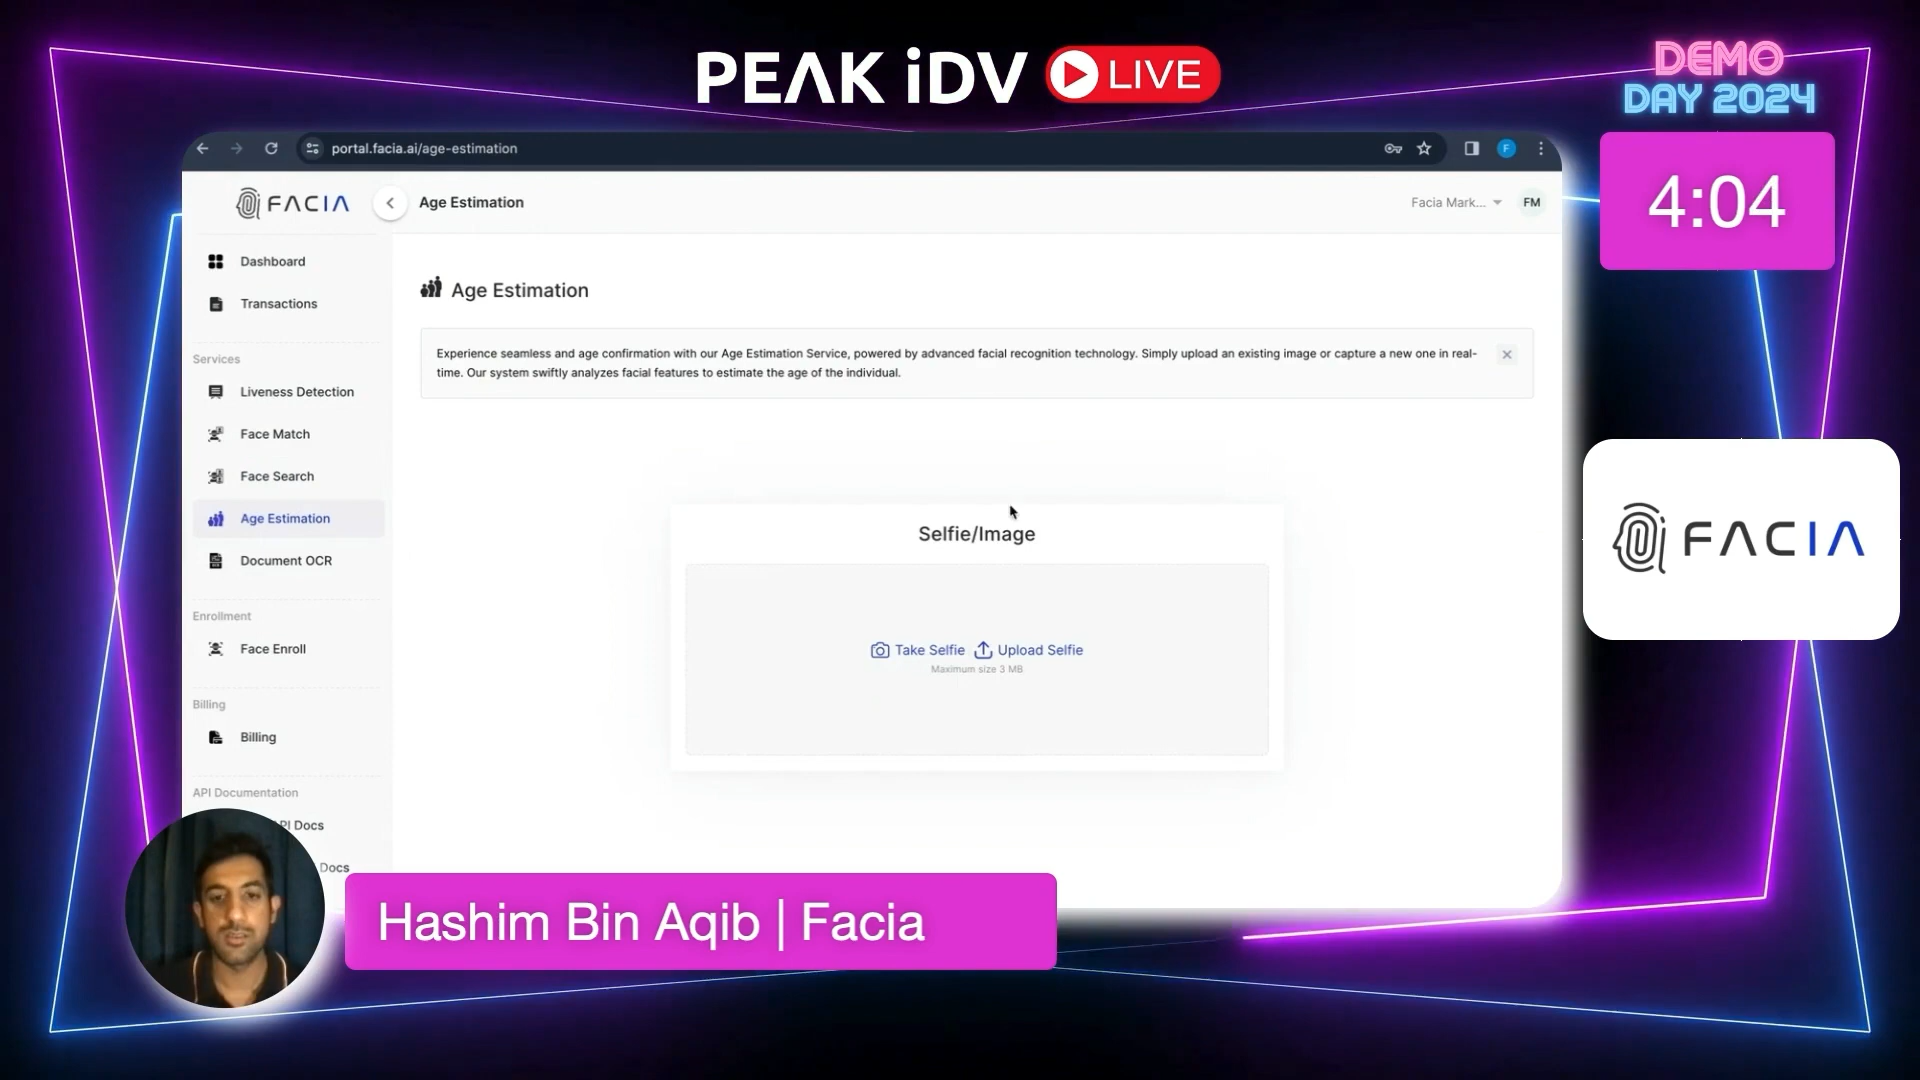 PEAK iDV LIVE
DEMO
DAY 2024
4:04
portal.facia.ai/age-estimation
F
FACIA
Age Estimation
Facia Mark...
FM
Dashboard
Transactions
Services
Liveness Detection
Face Match
Face Search
Age Estimation
Document OCR
Enrollment
Face Enroll
Billing
Billing
API Documentation
PI Docs
Docs
Age Estimation
Experience seamless and age confirmation with our Age Estimation Service, powered by advanced facial recognition technology. Simply upload an existing image or capture a new one in real-
time. Our system swiftly analyzes facial features to estimate the age of the individual.
Selfie/Image
Take Selfie Upload Selfie
Maximum size 3 MB
FACIA
Hashim Bin Aqib | Facia